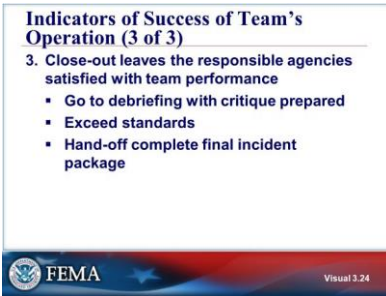 Indicators of Success of Team's
Operation (3 of 3)
3. Close-out leaves the responsible agencies
satisfied with team performance
▪ Go to debriefing with critique prepared
▪ Exceed standards
▪ Hand-off complete final incident
package
FEMA
Visual 3.24